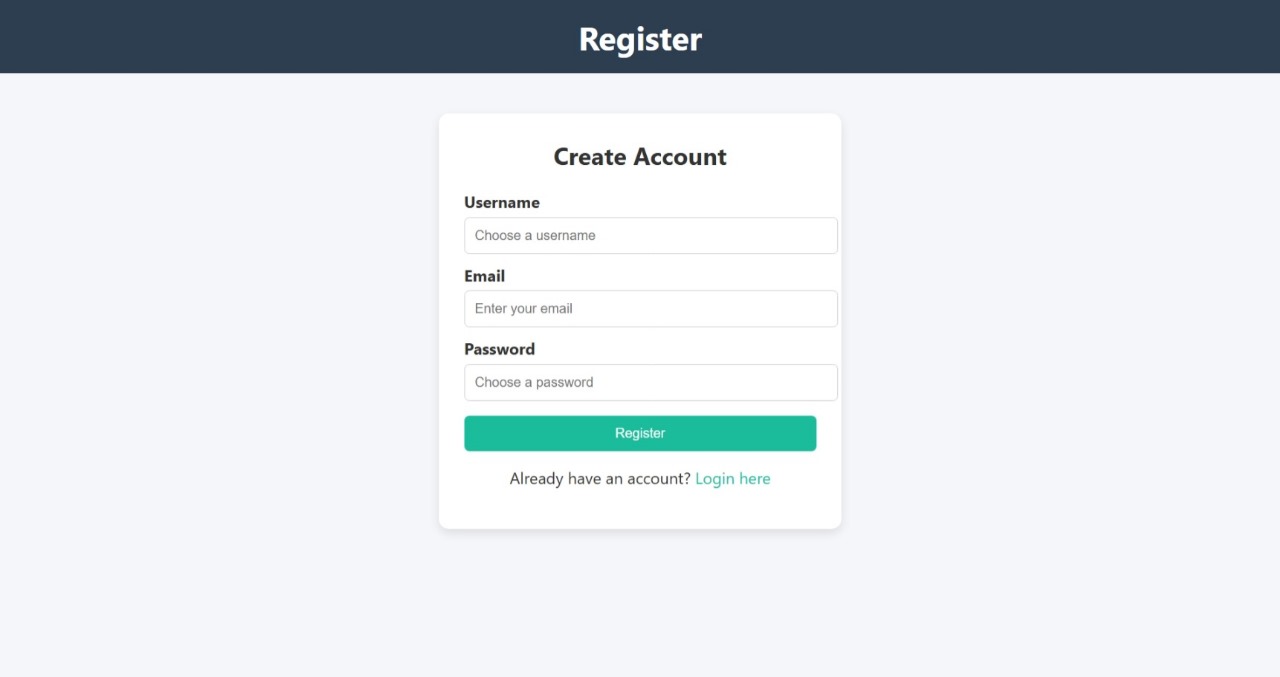 Register
Create Account
Username
Choose a username
Email
Enter your email
Password
Choose a password
Register
Already have an account? Login here